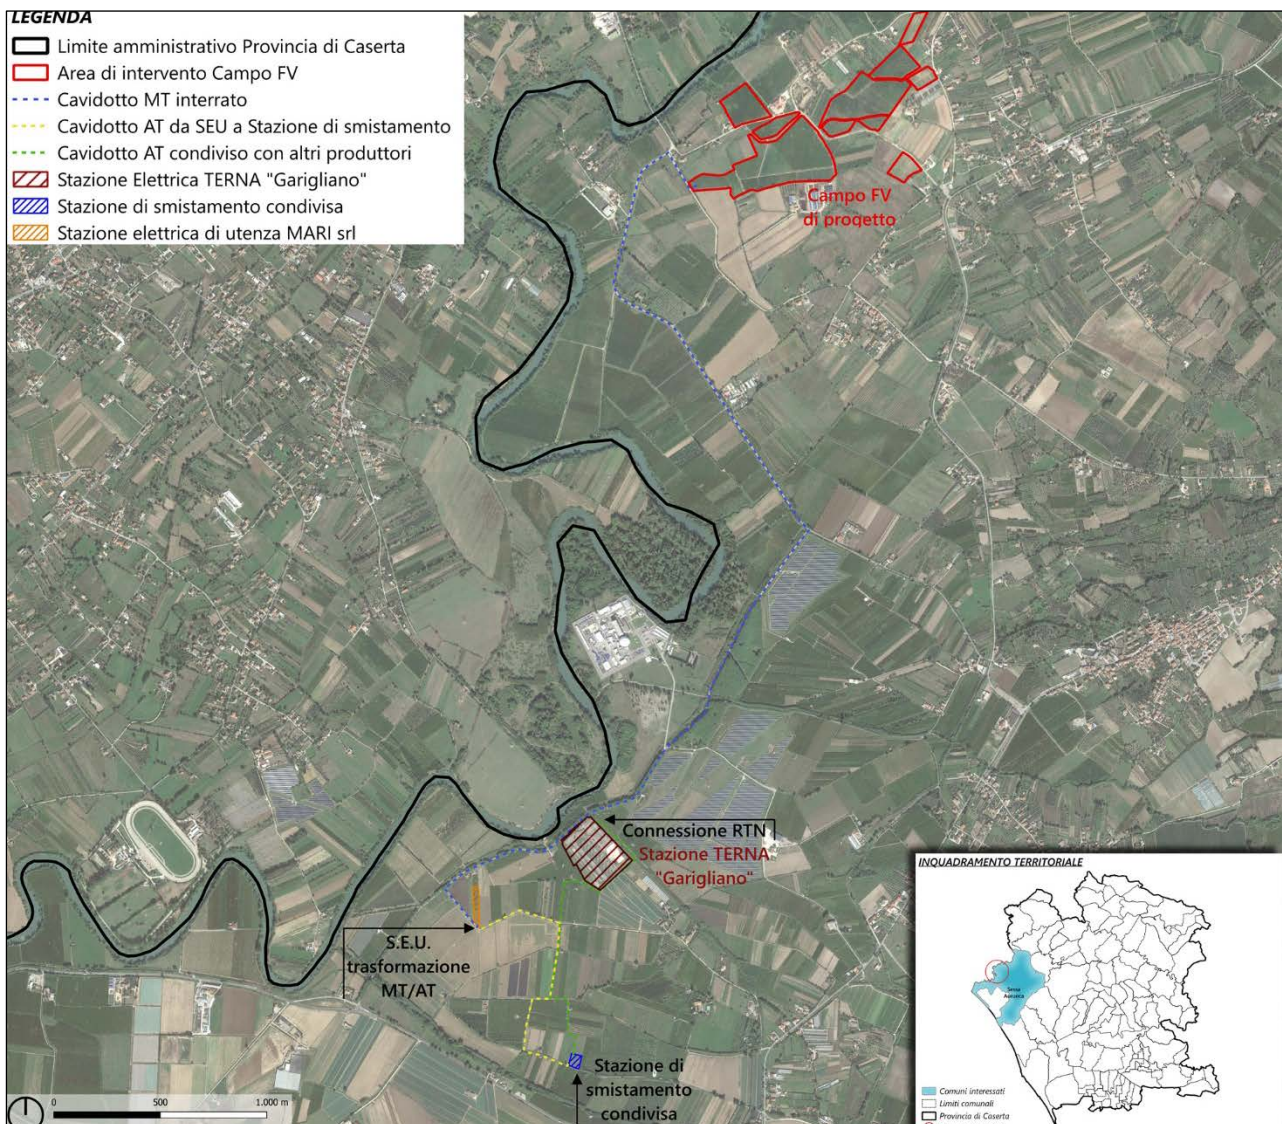 LEGENDA
Limite amministrativo Provincia di Caserta
Area di intervento Campo FV
Cavidotto MT interrato
Cavidotto AT da SEU a Stazione di smistamento
Cavidotto AT condiviso con altri produttori
Stazione Elettrica TERNA "Garigliano"
Stazione di smistamento condivisa
Stazione elettrica di utenza MARI srl
Campo FV
di progetto
Connessione RTN
Stazione TERNA
"Garigliano"
S.E.U.
trasformazione
MT/AT
Stazione di
smistamento
condivisa
0 500 1.000 m
INQUADRAMENTO TERRITORIALE
Sessa
Aurunca
Comuni interessati
Limiti comunali
Provincia di Caserta